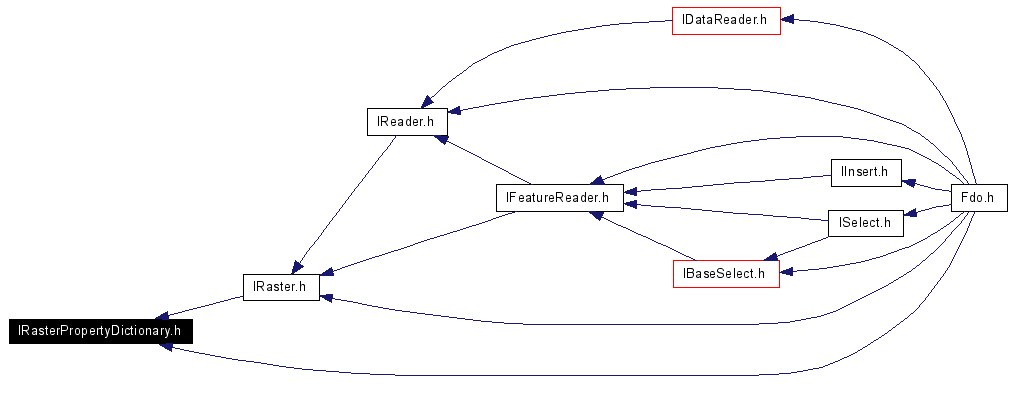 IDataReader.h
IReader.h
IInsert.h
IFeatureReader.h
Fdo.h
ISelect.h
IBaseSelect.h
IRaster.h
IRasterPropertyDictionary.h